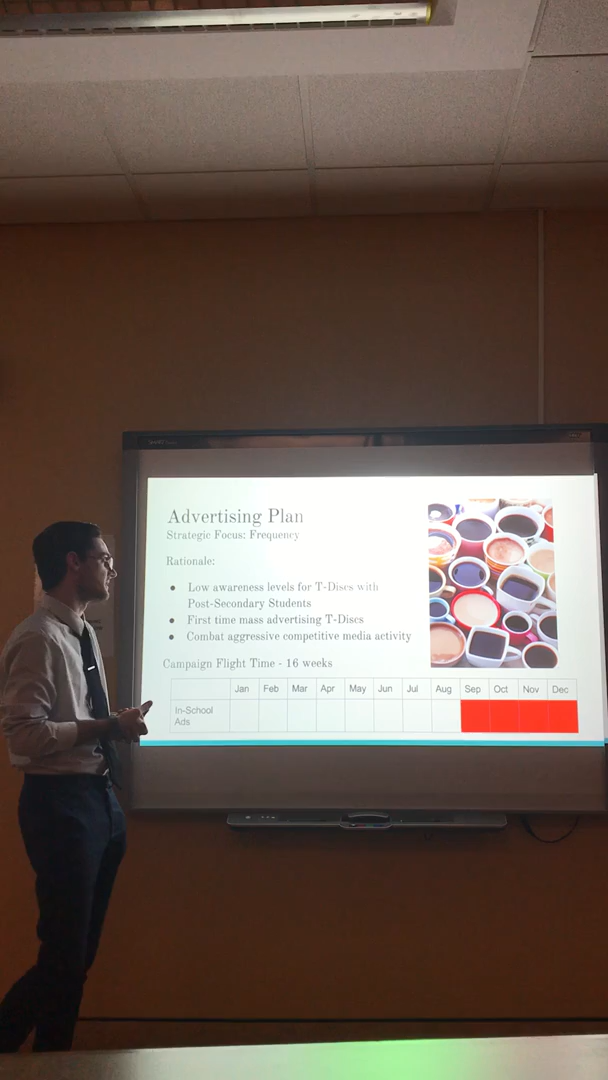 Advertising Plan
Strategic Focus: Frequency
Rationale:
● Low awareness levels for T-Discs with
Post-Secondary Students
● First time mass advertising T-Discs
● Combat aggressive competitive media activity
Campaign Flight Time - 16 weeks
Jan Feb Mar Apr May Jun Jul Aug Sep Oct Nov Dec
In-School
Ads